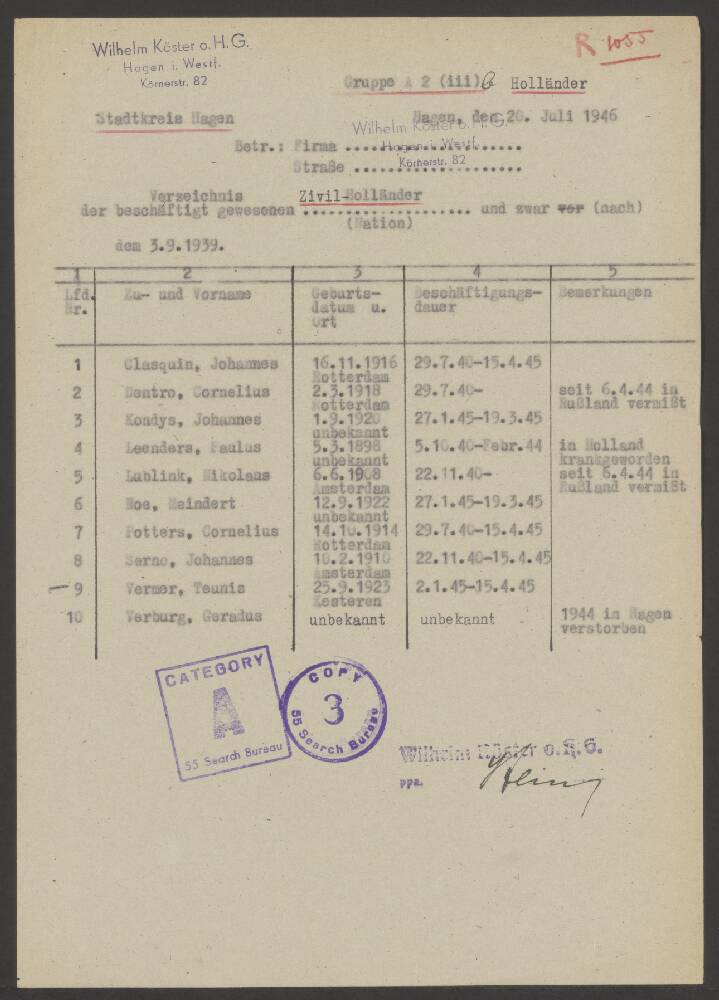 Wilhelm Köster o.H.G.
Hagen i. Westf.
Körnerstr. 82
R 1055
Gruppe A 2 (iii) Holländer
Stadtkreis Hagen
Hagen, den 20. Juli 1946
Wilhelm Köster o.H.G.
Betr.: Firma ........................
Hagen i. Westf.
Straße ........................
Körnerstr. 82
Verzeichnis Zivil-Holländer
der beschäftigt gewesenen .................... und zwar vor (nach)
(Nation)
dem 3.9.1939.
1 2 3 4 5
Lfd. Zu- und Vorname Geburts- Beschäftigungs- Bemerkungen
Nr. datum u. dauer
Ort
1 Clasquin, Johannes 16.11.1916 29.7.40-15.4.45
Rotterdam
2 Dentro, Cornelius 2.3.1918 29.7.40- seit 6.4.44 in
Rotterdam Rußland vermißt
3 Kondys, Johannes 1.9.1920 27.1.45-19.3.45
unbekannt
4 Leenders, Paulus 5.3.1898 5.10.40-Febr.44 in Holland
unbekannt krankgeworden
5 Lublink, Nikolaus 6.6.1908 22.11.40- seit 6.4.44 in
Amsterdam Rußland vermißt
6 Noe, Meindert 12.9.1922 27.1.45-19.3.45
unbekannt
7 Potters, Cornelius 14.10.1914 29.7.40-15.4.45
Rotterdam
8 Serno, Johannes 10.2.1910 22.11.40-15.4.45
Amsterdam
9 Vermer, Teunis 25.9.1923 2.1.45-15.4.45
Kesteren
10 Verburg, Geradus unbekannt unbekannt 1944 in Hagen
verstorben
CATEGORY
A
55 Search Bureau
COPY
3
55 Search Bureau
Wilhelm Köster o.H.G.
ppa.